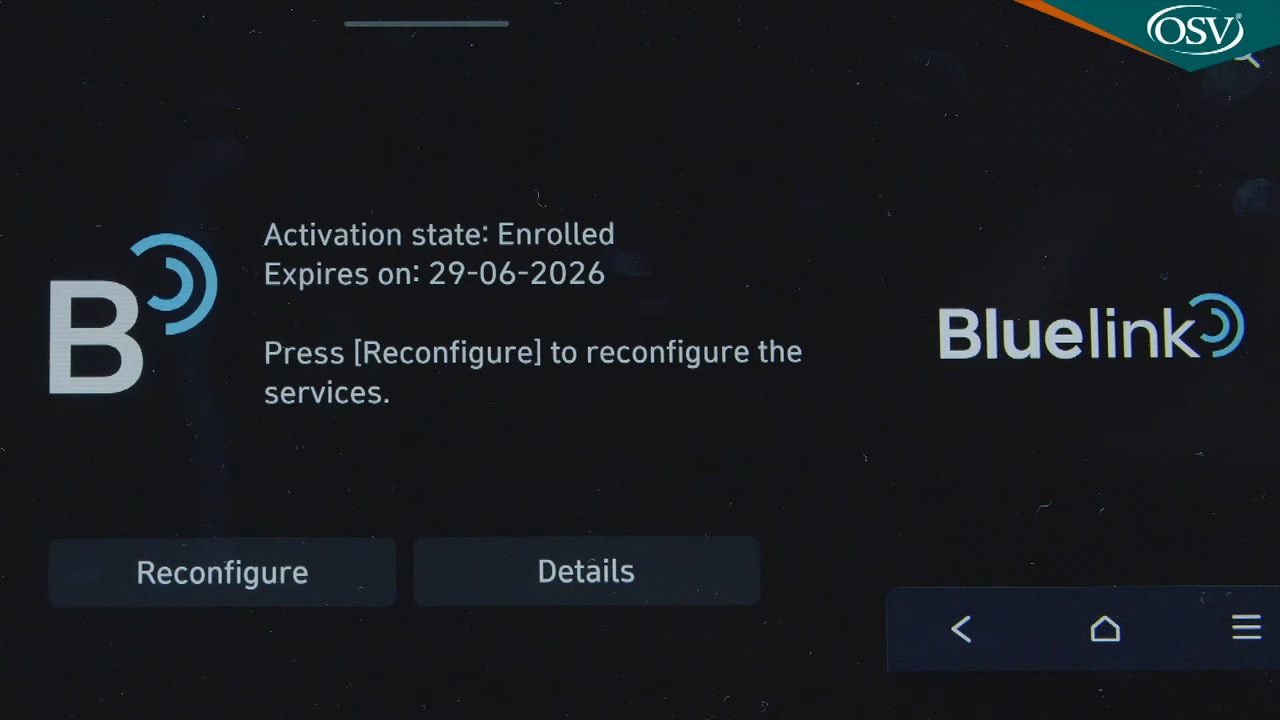 OSV®
Activation state: Enrolled
Expires on: 29-06-2026
Press [Reconfigure] to reconfigure the
services.
B
Bluelink
Reconfigure
Details